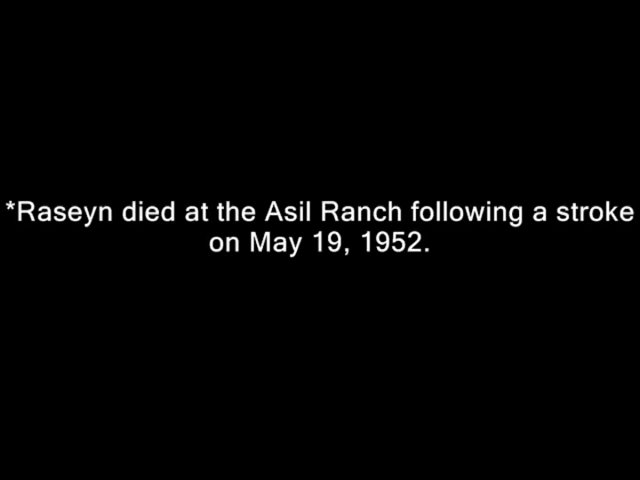 *Raseyn died at the Asil Ranch following a stroke
on May 19, 1952.